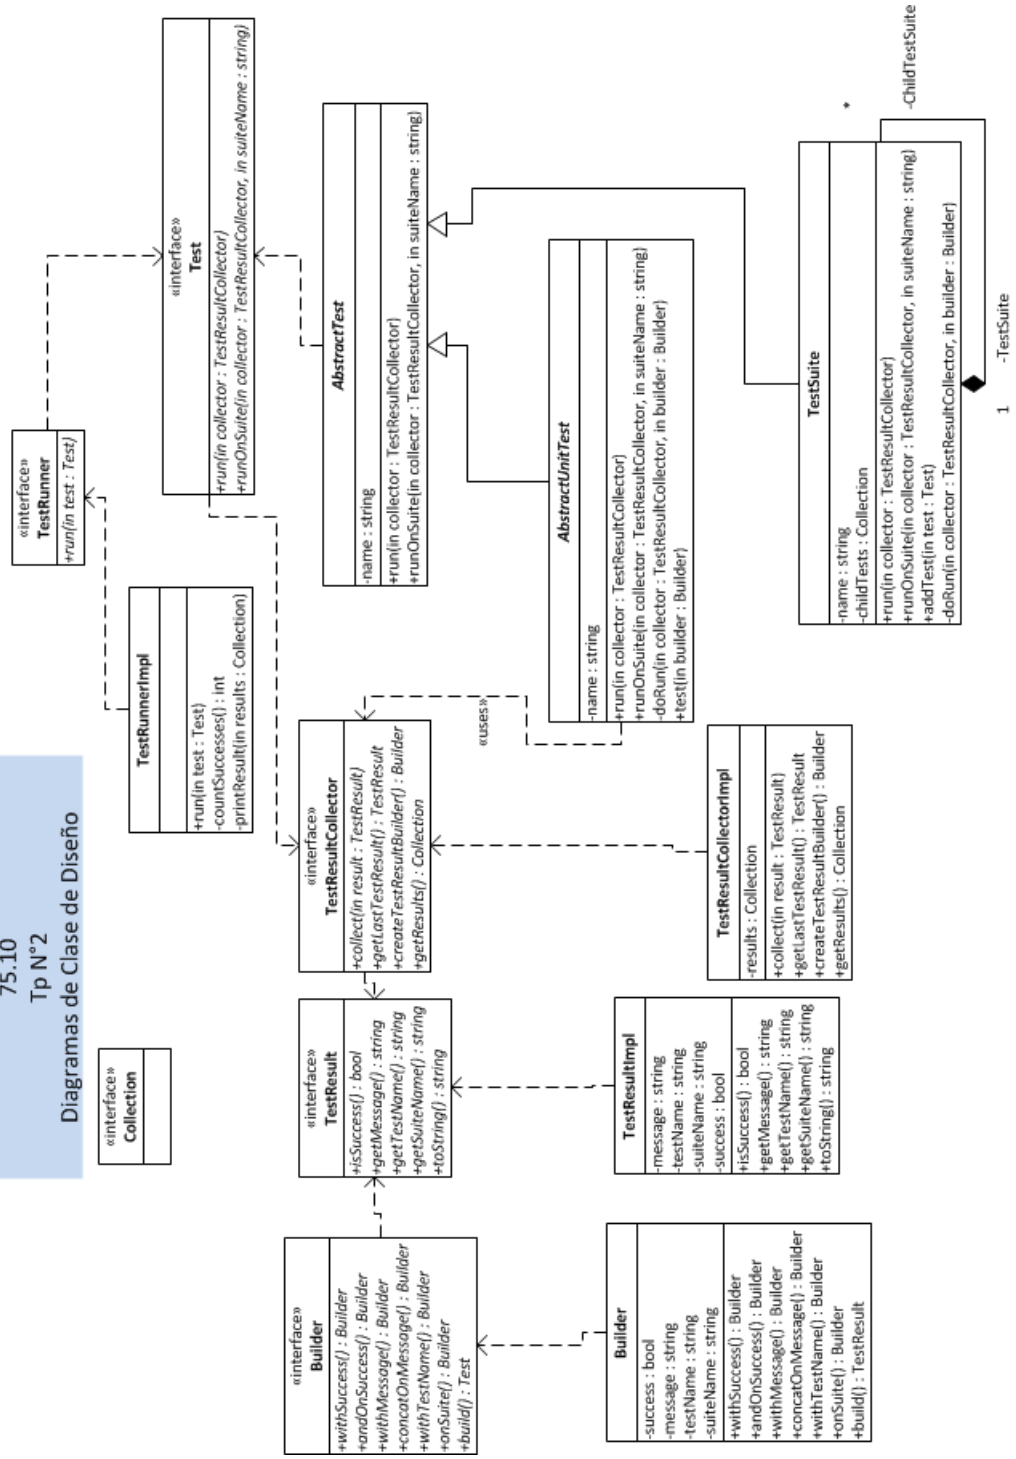 75.10
Tp N°2
Diagramas de Clase de Diseño
«interface»
Collection
«interface»
TestRunner
+run(in test : Test)
TestRunnerImpl
+run(in test : Test)
-countSuccesses() : int
-printResult(in results : Collection)
«interface»
Test
+run(in collector : TestResultCollector)
+runOnSuite(in collector : TestResultCollector, in suiteName : string)
«interface»
Builder
+withSuccess() : Builder
+andOnSuccess() : Builder
+withMessage() : Builder
+concatOnMessage() : Builder
+withTestName() : Builder
+onSuite() : Builder
+build() : Test
«interface»
TestResult
+isSuccess() : bool
+getMessage() : string
+getTestName() : string
+getSuiteName() : string
+toString() : string
«interface»
TestResultCollector
+collect(in result : TestResult)
+getLastTestResult() : TestResult
+createTestResultBuilder() : Builder
+getResults() : Collection
AbstractTest
-name : string
+run(in collector : TestResultCollector)
+runOnSuite(in collector : TestResultCollector, in suiteName : string)
«uses»
AbstractUnitTest
-name : string
+run(in collector : TestResultCollector)
+runOnSuite(in collector : TestResultCollector, in suiteName : string)
-doRun(in collector : TestResultCollector, in builder : Builder)
+test(in builder : Builder)
Builder
-success : bool
-message : string
-testName : string
-suiteName : string
+withSuccess() : Builder
+andOnSuccess() : Builder
+withMessage() : Builder
+concatOnMessage() : Builder
+withTestName() : Builder
+onSuite() : Builder
+build() : TestResult
TestResultImpl
-message : string
-testName : string
-suiteName : string
-success : bool
+isSuccess() : bool
+getMessage() : string
+getTestName() : string
+getSuiteName() : string
+toString() : string
TestResultCollectorImpl
-results : Collection
+collect(in result : TestResult)
+getLastTestResult() : TestResult
+createTestResultBuilder() : Builder
+getResults() : Collection
TestSuite
-name : string
-childTests : Collection
+run(in collector : TestResultCollector)
+runOnSuite(in collector : TestResultCollector, in suiteName : string)
+addTest(in test : Test)
-doRun(in collector : TestResultCollector, in builder : Builder)
*
-ChildTestSuite
1
-TestSuite